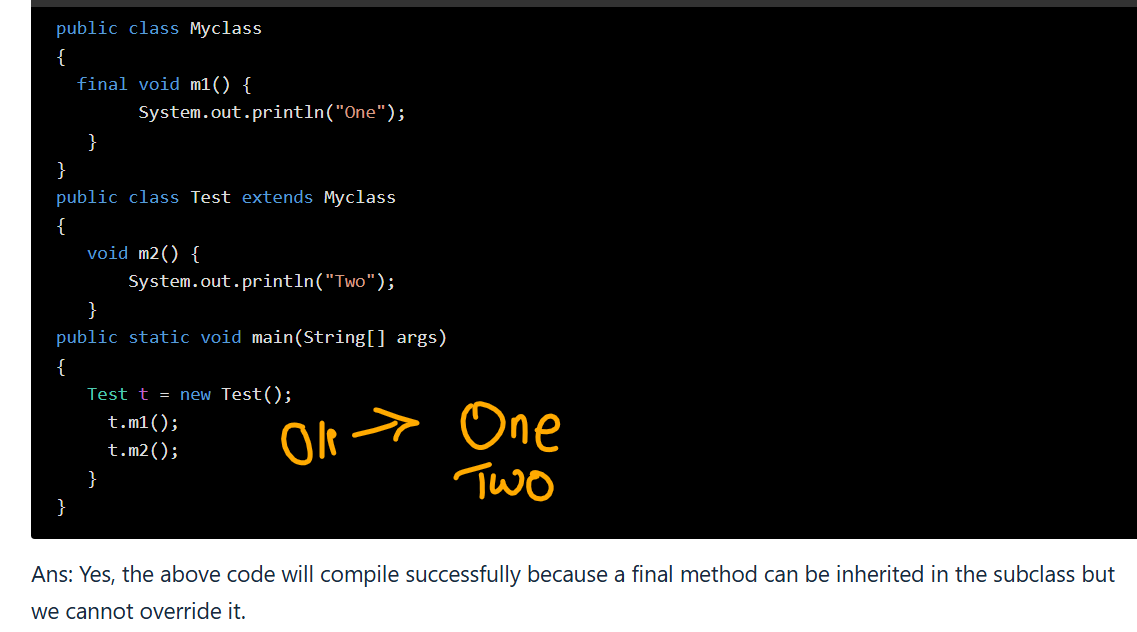 public class Myclass
{
final void m1() {
System.out.println("One");
}
}
public class Test extends Myclass
{
void m2() {
System.out.println("Two");
}
public static void main(String[] args)
{
Test t = new Test();
t.m1();
t.m2();
}
}
O/P → One
Two
Ans: Yes, the above code will compile successfully because a final method can be inherited in the subclass but
we cannot override it.